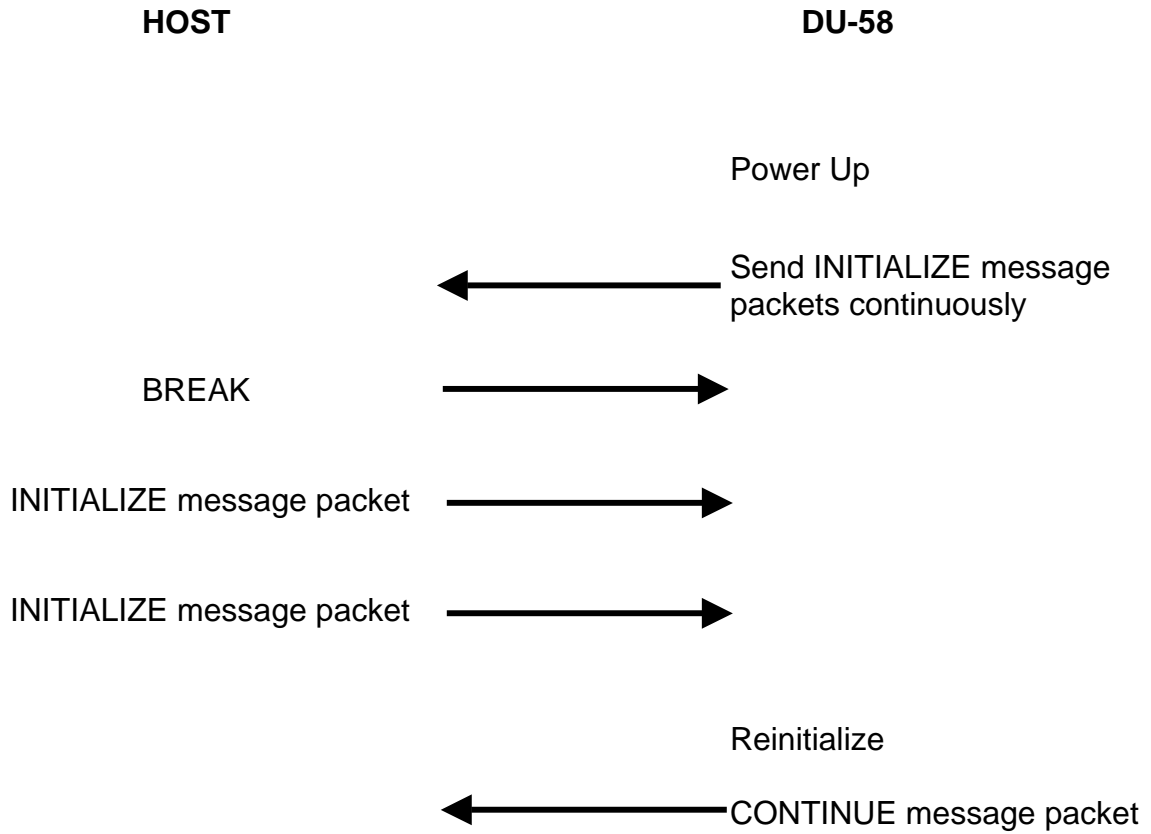 HOST DU-58
Power Up
Send INITIALIZE message
packets continuously
BREAK
INITIALIZE message packet
INITIALIZE message packet
Reinitialize
CONTINUE message packet